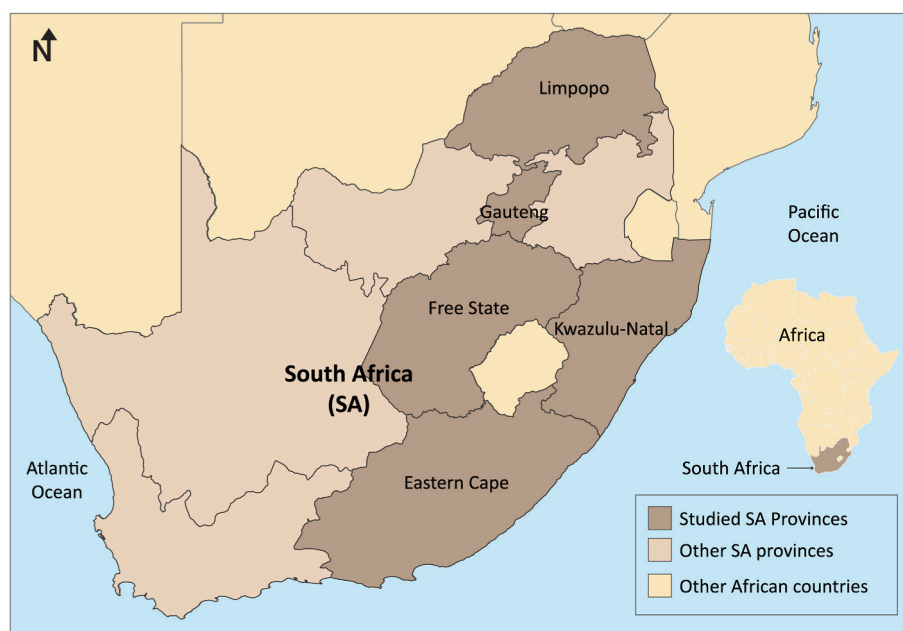 N
Limpopo
Gauteng
Pacific
Ocean
Free State
Kwazulu-Natal
Africa
South Africa
(SA)
Atlantic
Ocean
South Africa
Eastern Cape
Studied SA Provinces
Other SA provinces
Other African countries